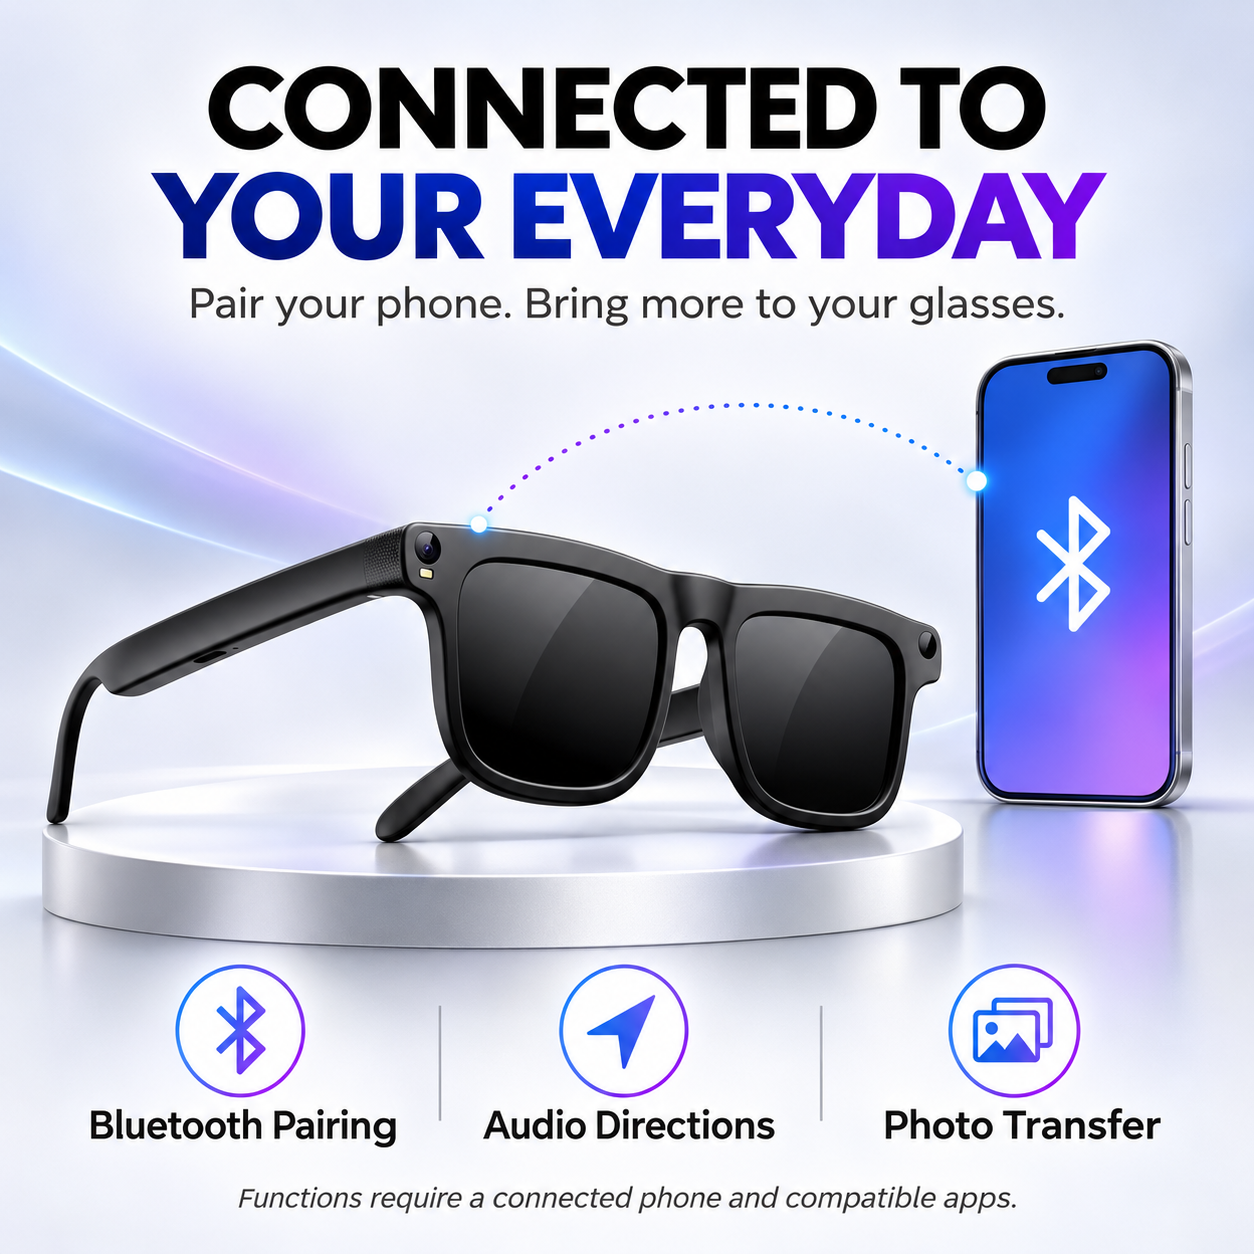 CONNECTED TO
YOUR EVERYDAY
Pair your phone. Bring more to your glasses.
Bluetooth Pairing
Audio Directions
Photo Transfer
Functions require a connected phone and compatible apps.